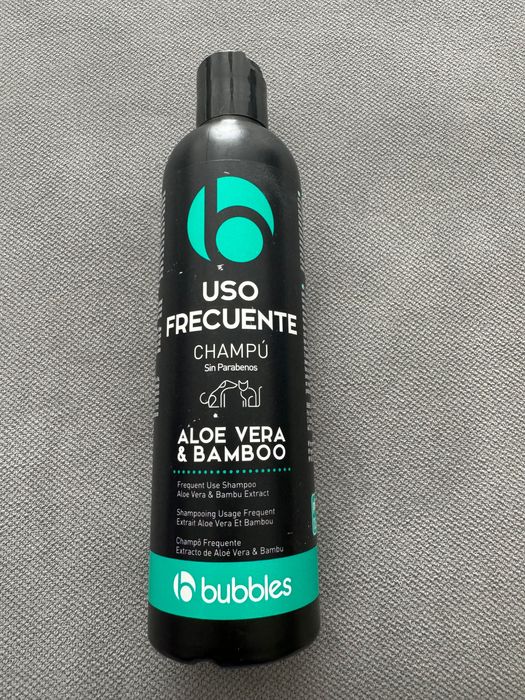 USO
FRECUENTE
CHAMPÚ
Sin Parabenos
ALOE VERA
& BAMBOO
Frequent Use Shampoo
Aloe Vera & Bambu Extract
Shampooing Usage Frequent
Extrait Aloe Vera Et Bambou
Champô Frequente
Extracto de Aloé Vera & Bambu
b bubbles